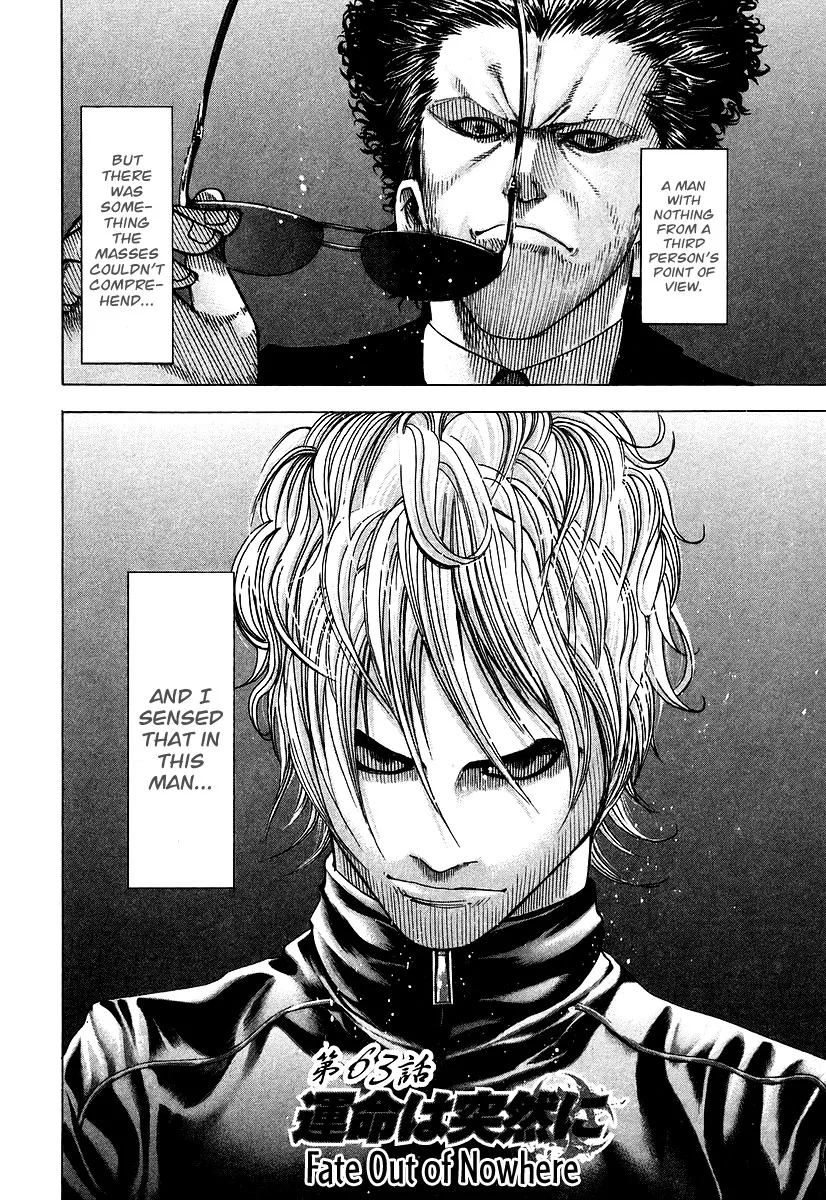 A MAN
WITH
NOTHING
FROM A
THIRD
PERSON'S
POINT OF
VIEW.
BUT
THERE
WAS
SOME-
THING
THE
MASSES
COULDN'T
COMPRE-
HEND...
AND I
SENSED
THAT IN
THIS
MAN...
第63話
運命は突然に
Fate Out of Nowhere